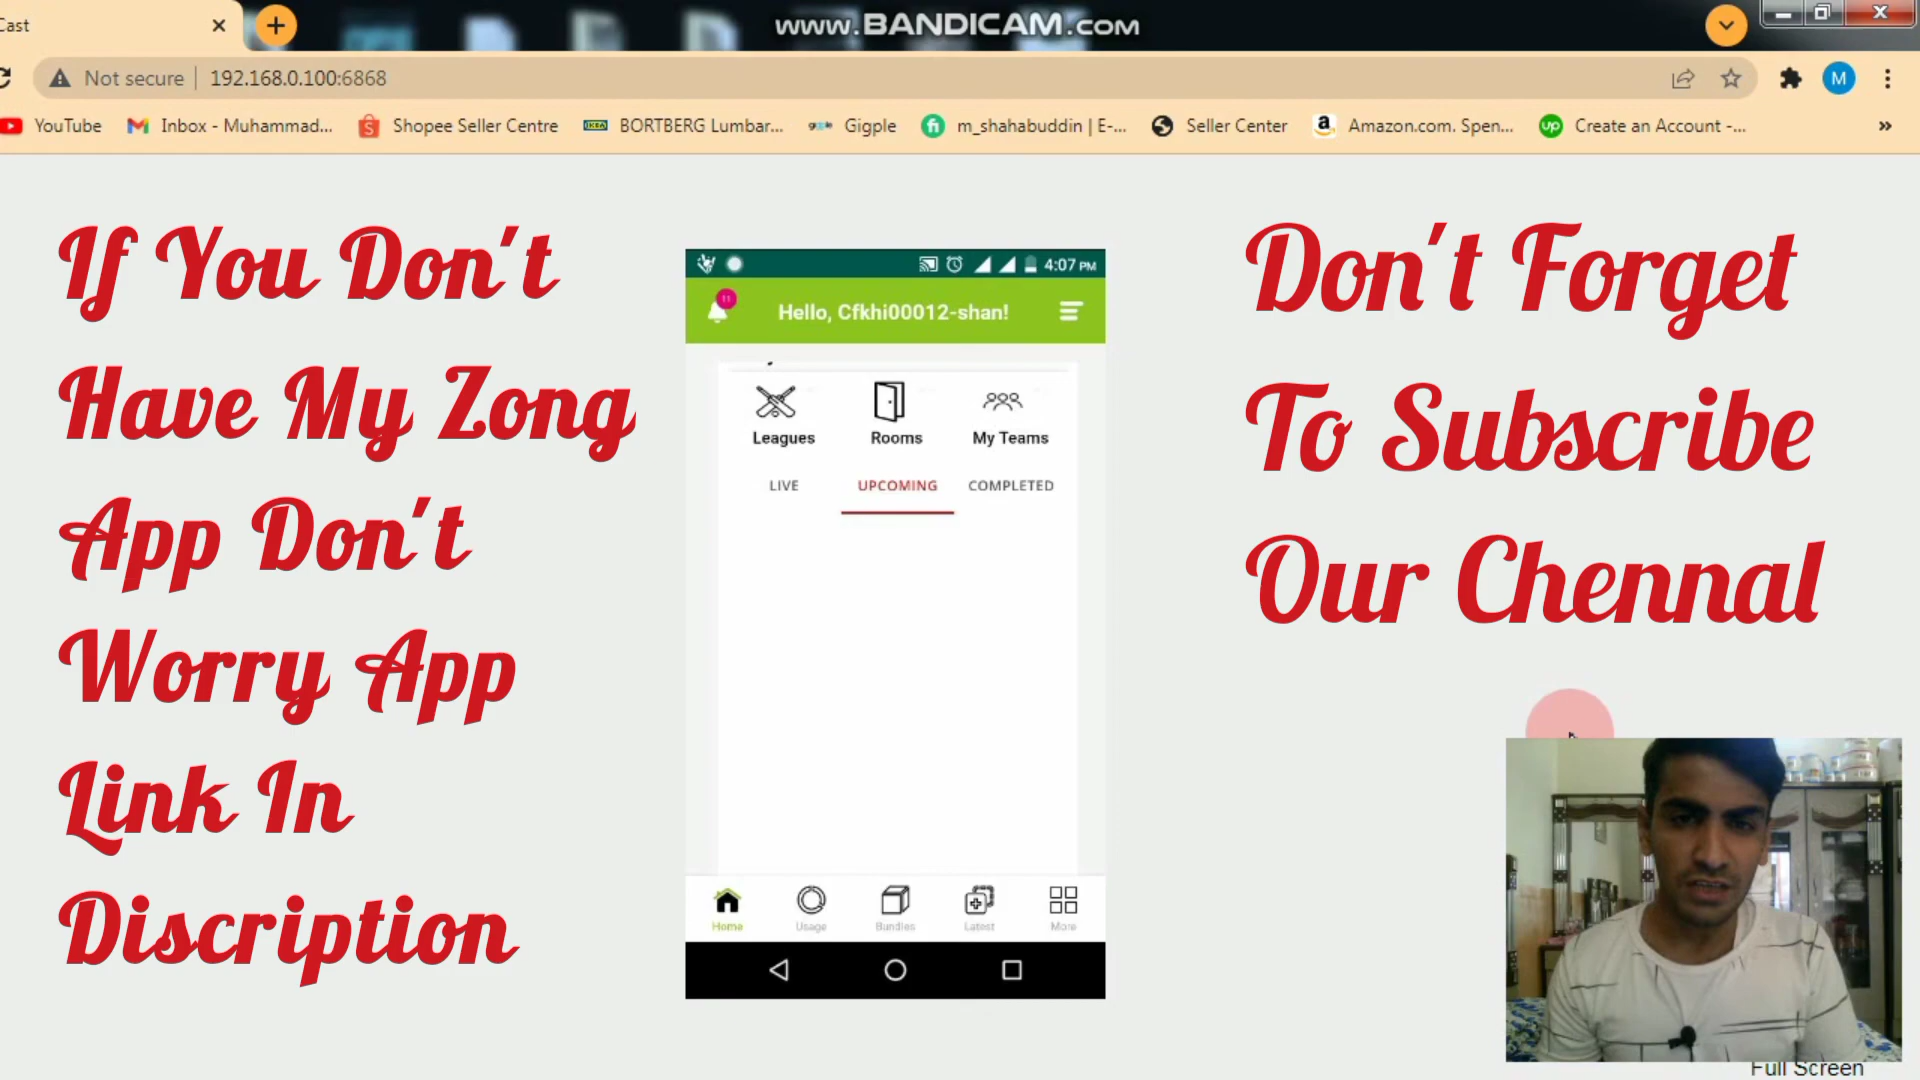 Cast
www.BANDICAM.com
Not secure 192.168.0.100:6868
M
YouTube Inbox - Muhammad... Shopee Seller Centre BORTBERG Lumbar... Gigple m_shahabuddin | E-... Seller Center Amazon.com. Spen... Create an Account -...
If You Don't
Have My Zong
App Don't
Worry App
Link In
Discription
4:07 PM
11
Hello, Cfkhi00012-shan!
Leagues Rooms My Teams
LIVE UPCOMING COMPLETED
Home Usage Bundles Latest More
Don't Forget
To Subscribe
Our Chennal
Full Screen